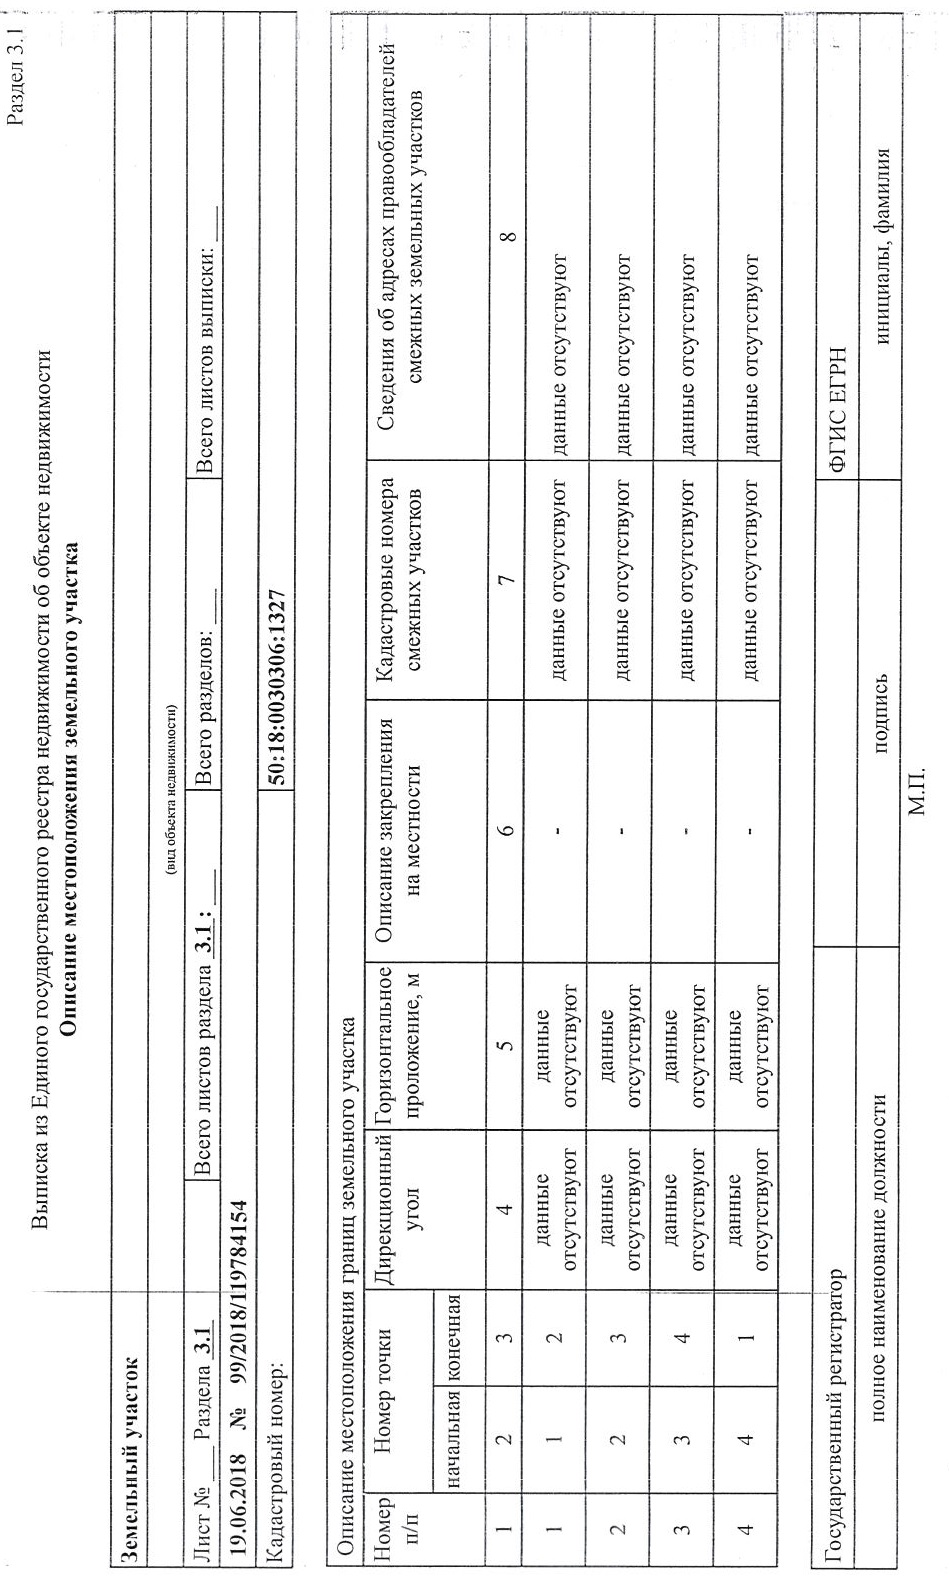 Раздел 3.1
Выписка из Единого государственного реестра недвижимости об объекте недвижимости
Описание местоположения земельного участка
Земельный участок
(вид объекта недвижимости)
Лист № ___ Раздела 3.1 Всего листов раздела 3.1 : ___ Всего разделов: ___ Всего листов выписки: ___
19.06.2018 № 99/2018/119784154
Кадастровый номер: 50:18:0030306:1327
Описание местоположения границ земельного участка
Номер п/п Номер точки Дирекционный угол Горизонтальное проложение, м Описание закрепления на местности Кадастровые номера смежных участков Сведения об адресах правообладателей смежных земельных участков
начальная конечная
1 2 3 4 5 6 7 8
1 1 2 данные отсутствуют данные отсутствуют - данные отсутствуют данные отсутствуют
2 2 3 данные отсутствуют данные отсутствуют - данные отсутствуют данные отсутствуют
3 3 4 данные отсутствуют данные отсутствуют - данные отсутствуют данные отсутствуют
4 4 1 данные отсутствуют данные отсутствуют - данные отсутствуют данные отсутствуют
Государственный регистратор ФГИС ЕГРН
полное наименование должности подпись инициалы, фамилия
М.П.